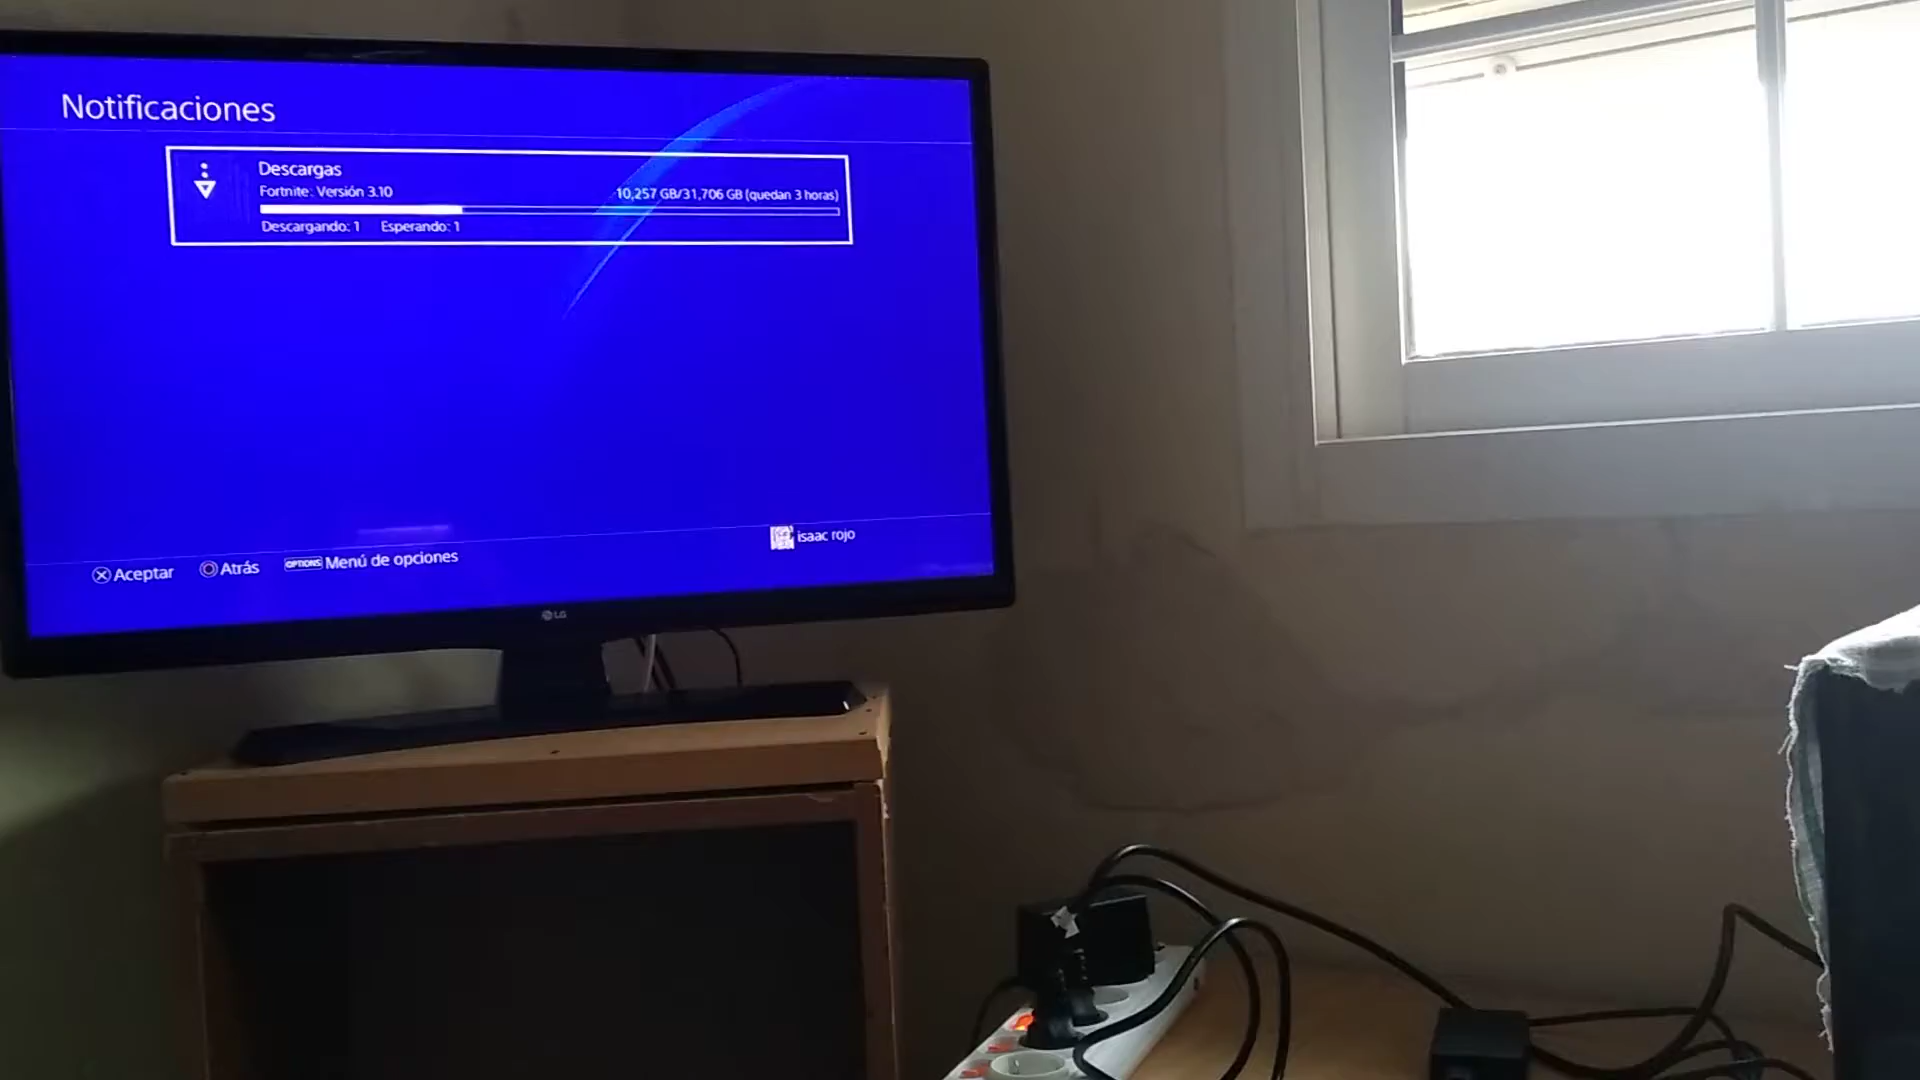 Notificaciones
Descargas
Fortnite: Versión 3.10
10,257 GB/31,706 GB (quedan 3 horas)
Descargando: 1 Esperando: 1
isaac rojo
Aceptar Atrás OPTIONS Menú de opciones
LG